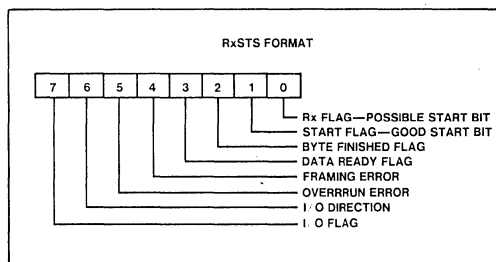 RxSTS FORMAT
7 6 5 4 3 2 1 0
Rx FLAG—POSSIBLE START BIT
START FLAG—GOOD START BIT
BYTE FINISHED FLAG
DATA READY FLAG
FRAMING ERROR
OVERRRUN ERROR
I/O DIRECTION
I/O FLAG